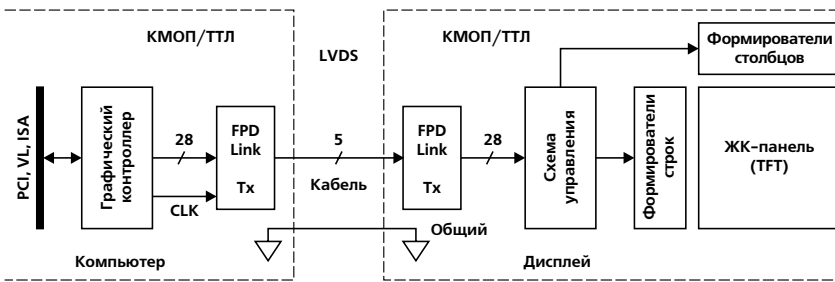 КМОП/ТТЛ
LVDS
КМОП/ТТЛ
Формирователи
столбцов
PCI, VL, ISA
Графический
контроллер
28
CLK
FPD
Link
Tx
5
Кабель
FPD
Link
Tx
28
Схема
управления
Формирователи
строк
ЖК–панель
(TFT)
Общий
Компьютер
Дисплей